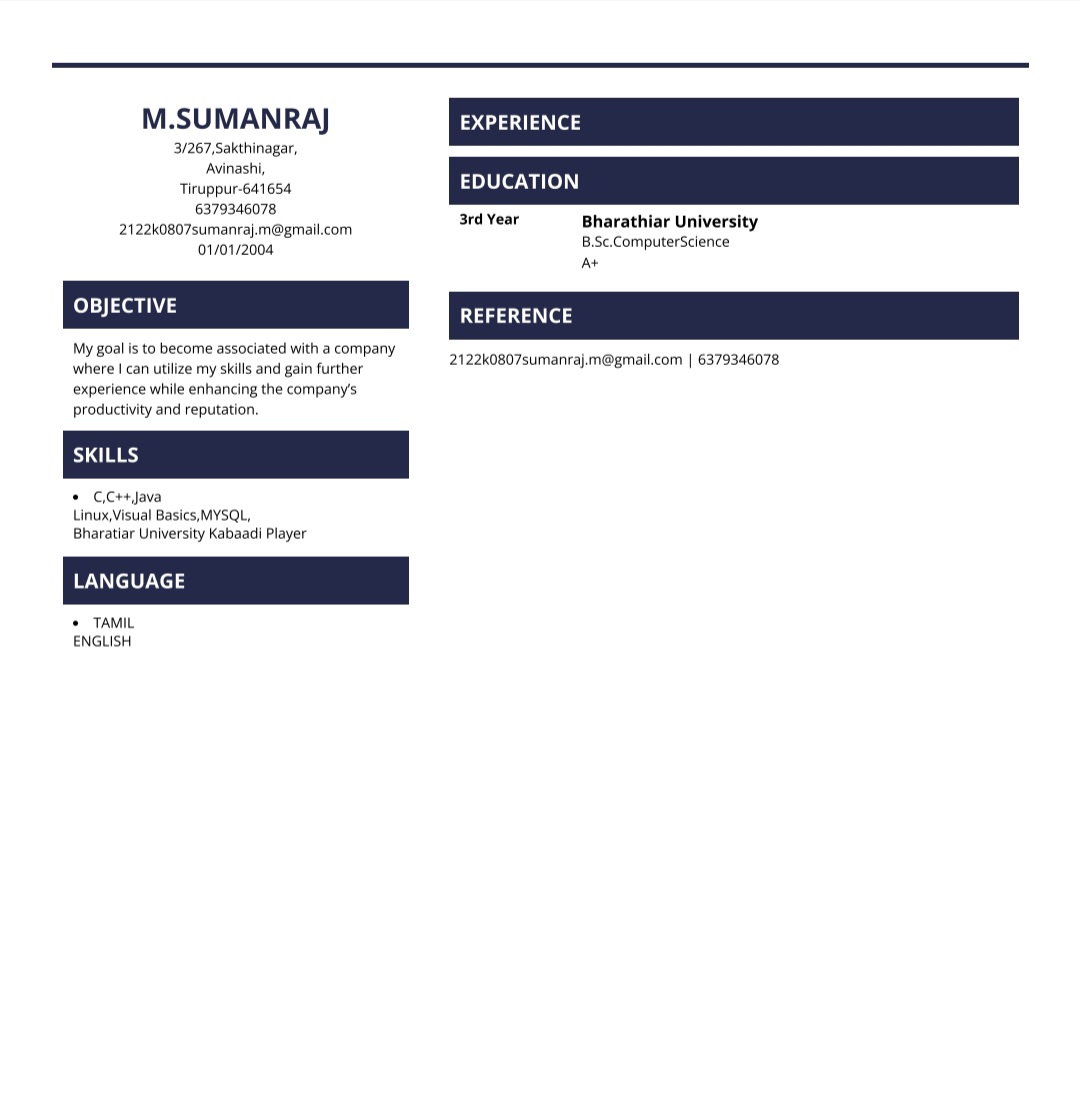 M.SUMANRAJ
3/267,Sakthinagar,
Avinashi,
Tiruppur-641654
6379346078
2122k0807sumanraj.m@gmail.com
01/01/2004
OBJECTIVE
My goal is to become associated with a company
where I can utilize my skills and gain further
experience while enhancing the company’s
productivity and reputation.
SKILLS
• C,C++,Java
Linux,Visual Basics,MYSQL,
Bharatiar University Kabaadi Player
LANGUAGE
• TAMIL
ENGLISH
EXPERIENCE
EDUCATION
3rd Year Bharathiar University
B.Sc.ComputerScience
A+
REFERENCE
2122k0807sumanraj.m@gmail.com | 6379346078